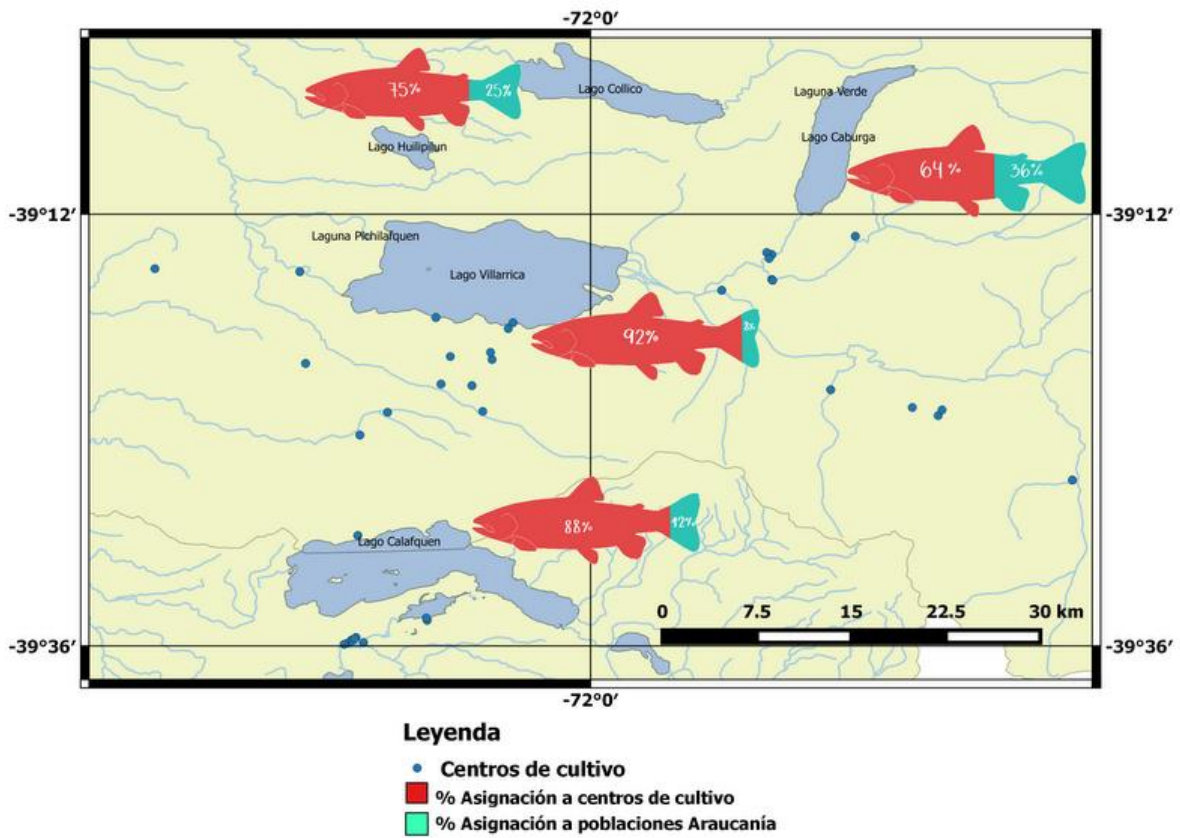 -72°0'
75%
25%
Lago Collico
Laguna Verde
Lago Huilipilun
Lago Caburga
64%
36%
-39°12'
-39°12'
Laguna Pichilafquen
Lago Villarrica
92%
8%
88%
12%
Lago Calafquen
0 7.5 15 22.5 30 km
-39°36'
-39°36'
-72°0'
Leyenda
Centros de cultivo
% Asignación a centros de cultivo
% Asignación a poblaciones Araucanía